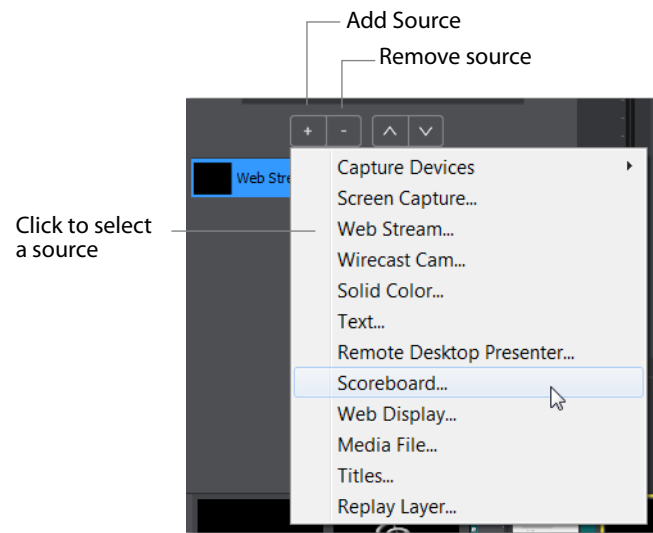 Add Source
Remove source
+ -
Web Stre
Capture Devices
Screen Capture...
Click to select
a source
Web Stream...
Wirecast Cam...
Solid Color...
Text...
Remote Desktop Presenter...
Scoreboard...
Web Display...
Media File...
Titles...
Replay Layer...